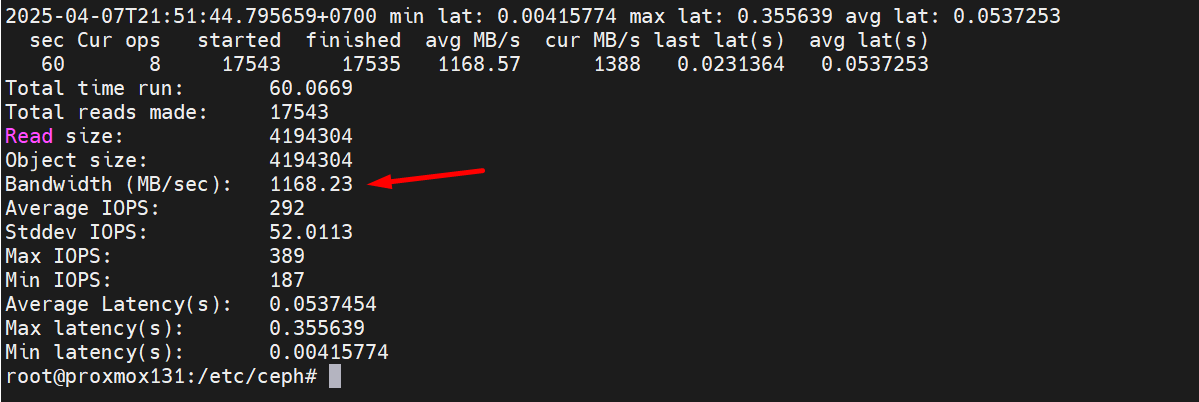 2025-04-07T21:51:44.795659+0700 min lat: 0.00415774 max lat: 0.355639 avg lat: 0.0537253
sec Cur ops started finished avg MB/s cur MB/s last lat(s) avg lat(s)
60 8 17543 17535 1168.57 1388 0.0231364 0.0537253
Total time run: 60.0669
Total reads made: 17543
Read size: 4194304
Object size: 4194304
Bandwidth (MB/sec): 1168.23
Average IOPS: 292
Stddev IOPS: 52.0113
Max IOPS: 389
Min IOPS: 187
Average Latency(s): 0.0537454
Max latency(s): 0.355639
Min latency(s): 0.00415774
root@proxmox131:/etc/ceph#